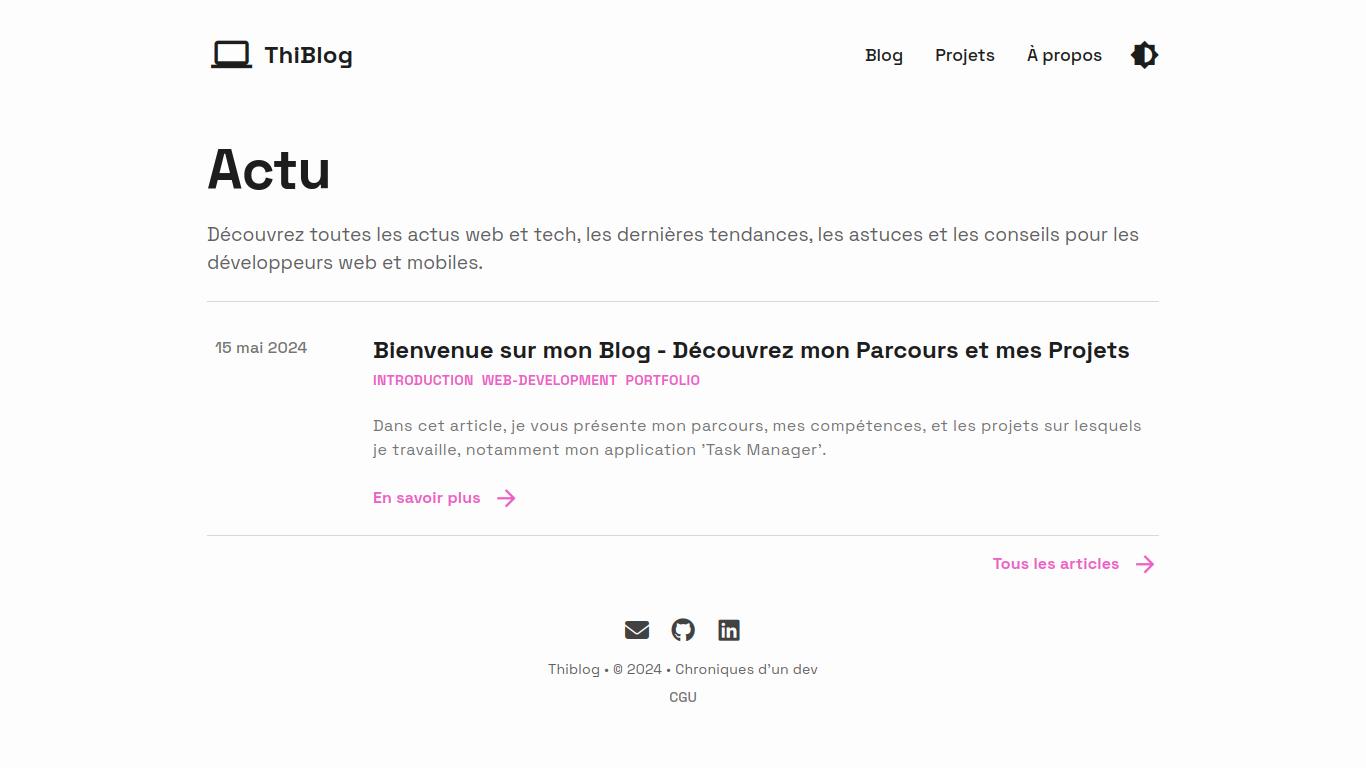 ThiBlog
Blog
Projets
À propos
Actu
Découvrez toutes les actus web et tech, les dernières tendances, les astuces et les conseils pour les
développeurs web et mobiles.
15 mai 2024
Bienvenue sur mon Blog - Découvrez mon Parcours et mes Projets
INTRODUCTION WEB-DEVELOPMENT PORTFOLIO
Dans cet article, je vous présente mon parcours, mes compétences, et les projets sur lesquels
je travaille, notamment mon application 'Task Manager'.
En savoir plus
Tous les articles
Thiblog • © 2024 • Chroniques d'un dev
CGU